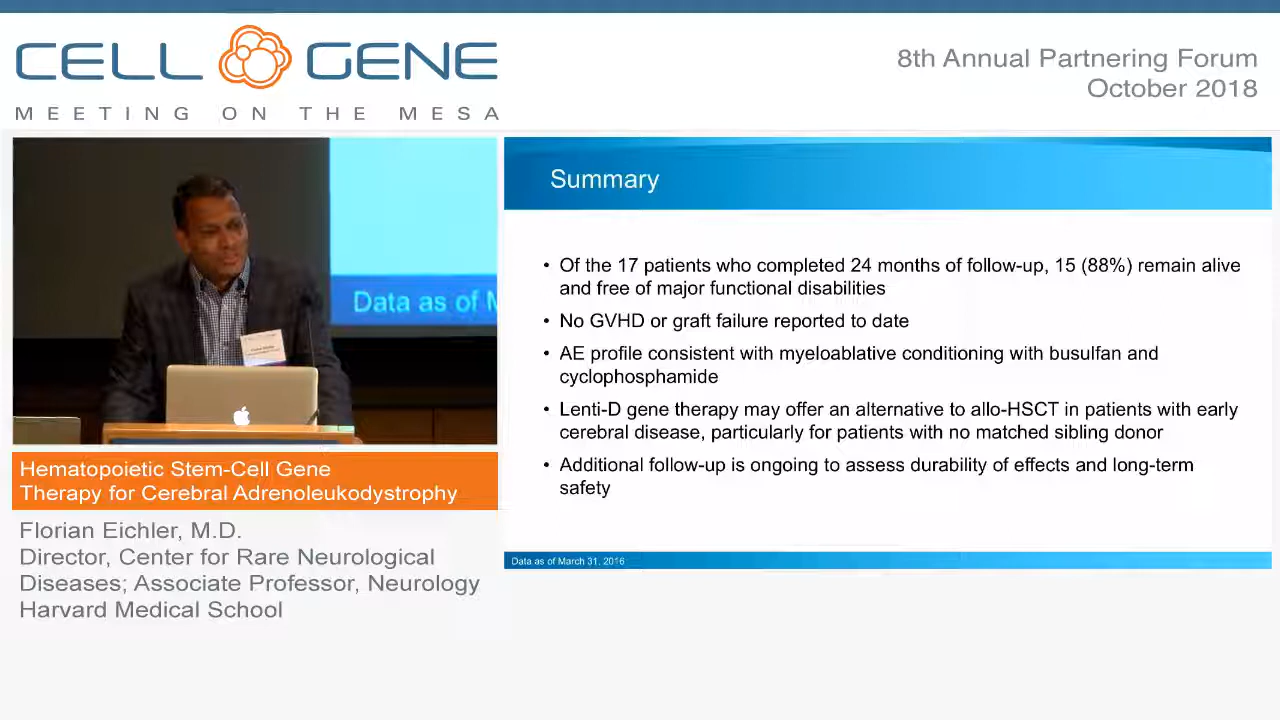 CELL GENE
MEETING ON THE MESA
8th Annual Partnering Forum
October 2018
Data as of M
Summary
• Of the 17 patients who completed 24 months of follow-up, 15 (88%) remain alive
and free of major functional disabilities
• No GVHD or graft failure reported to date
• AE profile consistent with myeloablative conditioning with busulfan and
cyclophosphamide
• Lenti-D gene therapy may offer an alternative to allo-HSCT in patients with early
cerebral disease, particularly for patients with no matched sibling donor
• Additional follow-up is ongoing to assess durability of effects and long-term
safety
Data as of March 31, 2016
Hematopoietic Stem-Cell Gene
Therapy for Cerebral Adrenoleukodystrophy
Florian Eichler, M.D.
Director, Center for Rare Neurological
Diseases; Associate Professor, Neurology
Harvard Medical School